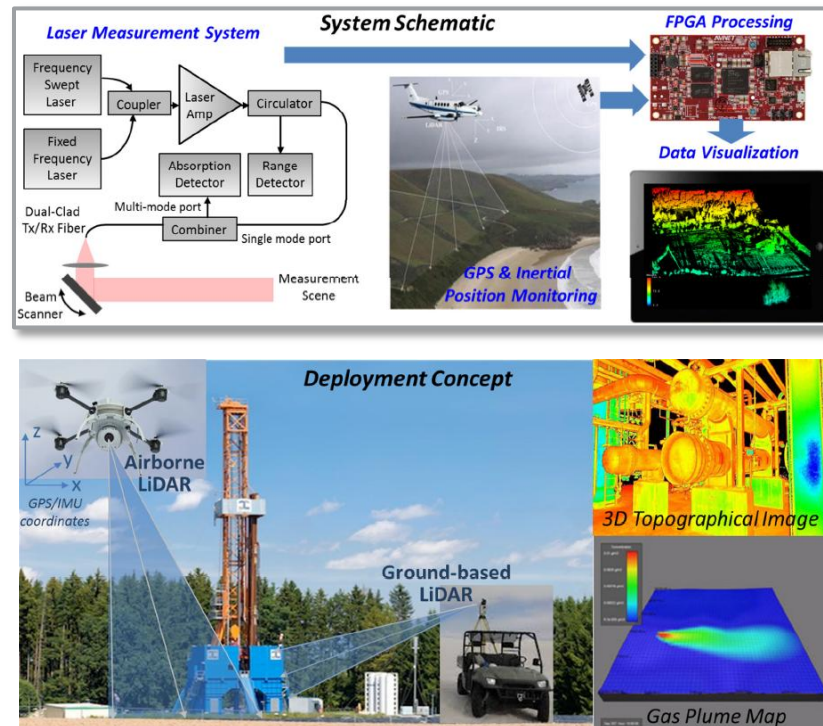 System Schematic
Laser Measurement System
FPGA Processing
Frequency
Swept
Laser
Fixed
Frequency
Laser
Coupler
Laser
Amp
Circulator
Absorption
Detector
Range
Detector
Multi-mode port
Combiner
Single mode port
Dual-Clad
Tx/Rx Fiber
Beam
Scanner
Measurement
Scene
GPS
LiDAR
GPS & Inertial
Position Monitoring
AVNET
Data Visualization
Deployment Concept
Z
y
x
GPS/IMU
coordinates
Airborne
LiDAR
Ground-based
LiDAR
3D Topographical Image
Gas Plume Map